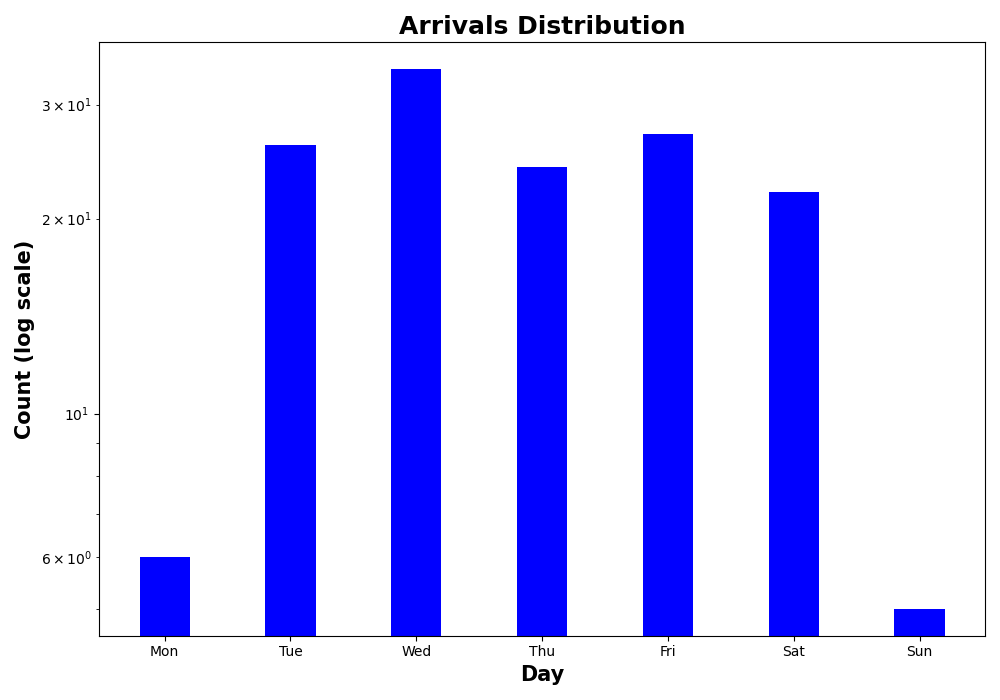 Arrivals Distribution
3 × 10¹
2 × 10¹
10¹
6 × 10⁰
Count (log scale)
Mon Tue Wed Thu Fri Sat Sun
Day